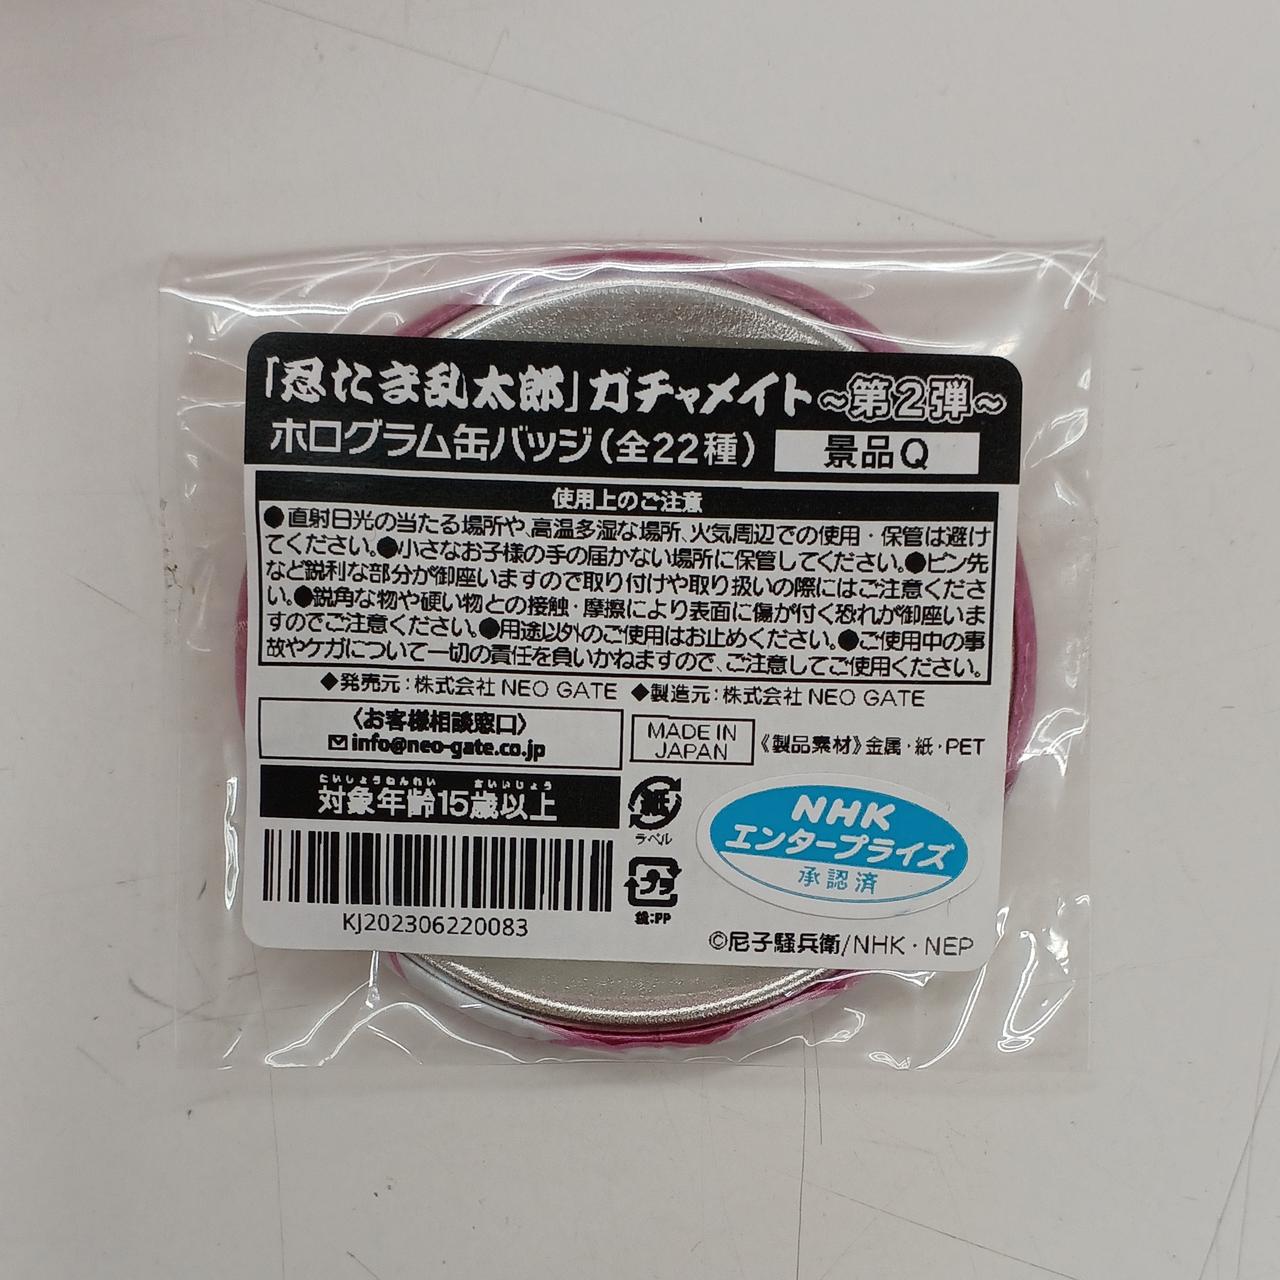 「忍たま乱太郎」ガチャメイト～第2弾～
ホログラム缶バッジ(全22種) 景品Q
使用上のご注意
●直射日光の当たる場所や、高温多湿な場所、火気周辺での使用・保管は避け
てください。●小さなお子様の手の届かない場所に保管してください。●ピン先
など鋭利な部分が御座いますので取り付けや取り扱いの際にはご注意くださ
い。●鋭角な物や硬い物との接触・摩擦により表面に傷が付く恐れが御座いま
すのでご注意ください。●用途以外のご使用はお止めください。●ご使用中の事
故やケガについて一切の責任を負いかねますので、ご注意してご使用ください。
◆発売元:株式会社 NEO GATE ◆製造元:株式会社 NEO GATE
〈お客様相談窓口〉
info@neo-gate.co.jp
MADE IN
JAPAN
《製品素材》金属・紙・PET
たいしょうねんれい さいいじょう
対象年齢15歳以上
紙
ラベル
プラ
袋:PP
KJ202306220083
NHK
エンタープライズ
承認済
©尼子騒兵衛/NHK・NEP